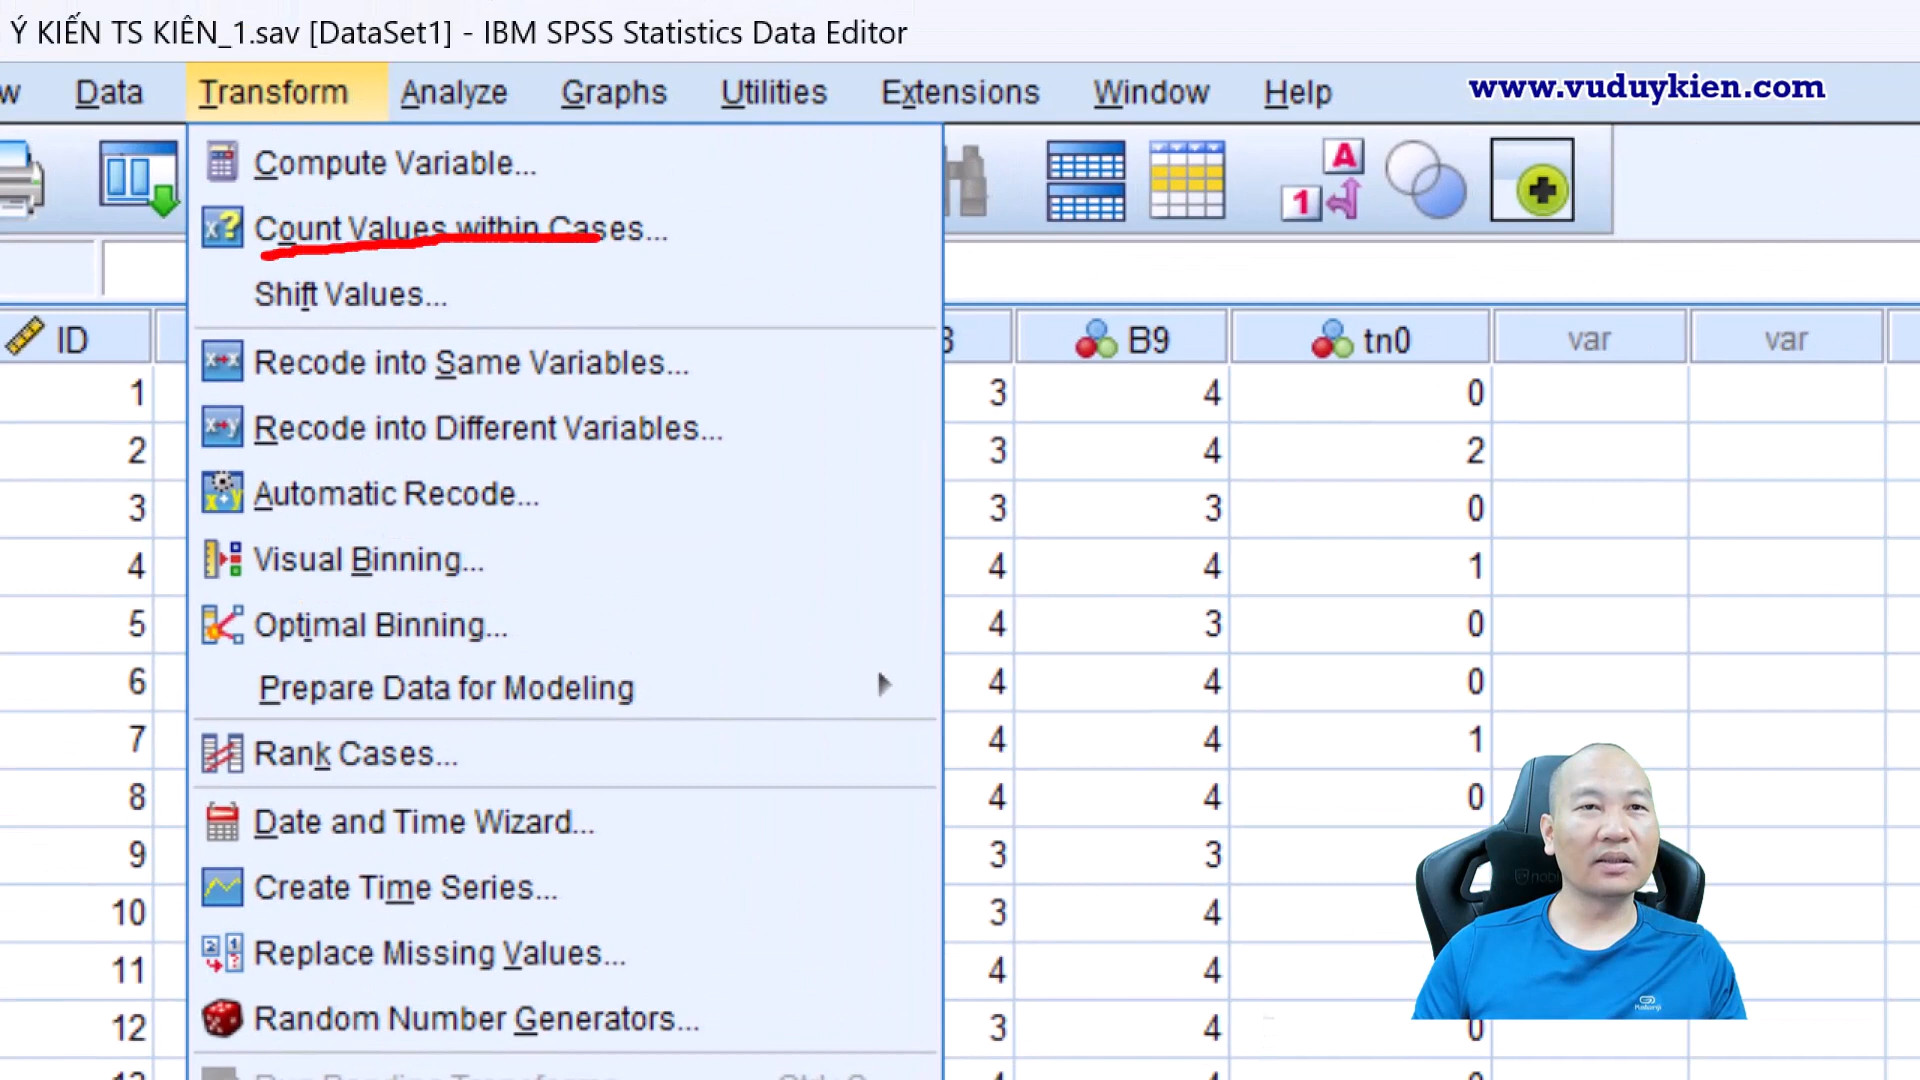 Ý KIẾN TS KIÊN_1.sav [DataSet1] - IBM SPSS Statistics Data Editor
w Data Transform Analyze Graphs Utilities Extensions Window Help
www.vuduykien.com
Compute Variable...
Count Values within Cases...
Shift Values...
Recode into Same Variables...
Recode into Different Variables...
Automatic Recode...
Visual Binning...
Optimal Binning...
Prepare Data for Modeling
Rank Cases...
Date and Time Wizard...
Create Time Series...
Replace Missing Values...
Random Number Generators...
A
1
ID B9 tn0 var var
1 3 4 0
2 3 4 2
3 3 3 0
4 4 4 1
5 4 3 0
6 4 4 0
7 4 4 1
8 4 4 0
9 3 3
10 3 4
11 4 4
12 3 4 0